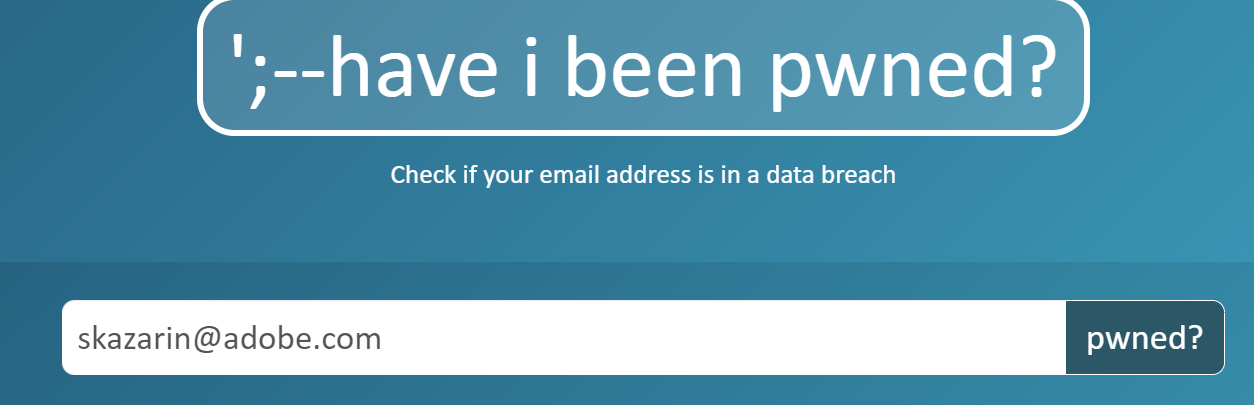 ';--have i been pwned?
Check if your email address is in a data breach
skazarin@adobe.com
pwned?